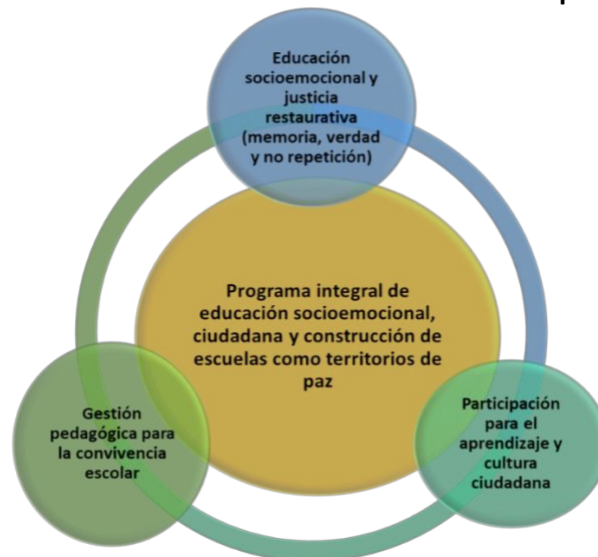 Educación
socioemocional y
justicia
restaurativa
(memoria, verdad
y no repetición)
Programa integral de
educación socioemocional,
ciudadana y construcción de
escuelas como territorios de
paz
Gestión
pedagógica para
la convivencia
escolar
Participación
para el
aprendizaje y
cultura
ciudadana